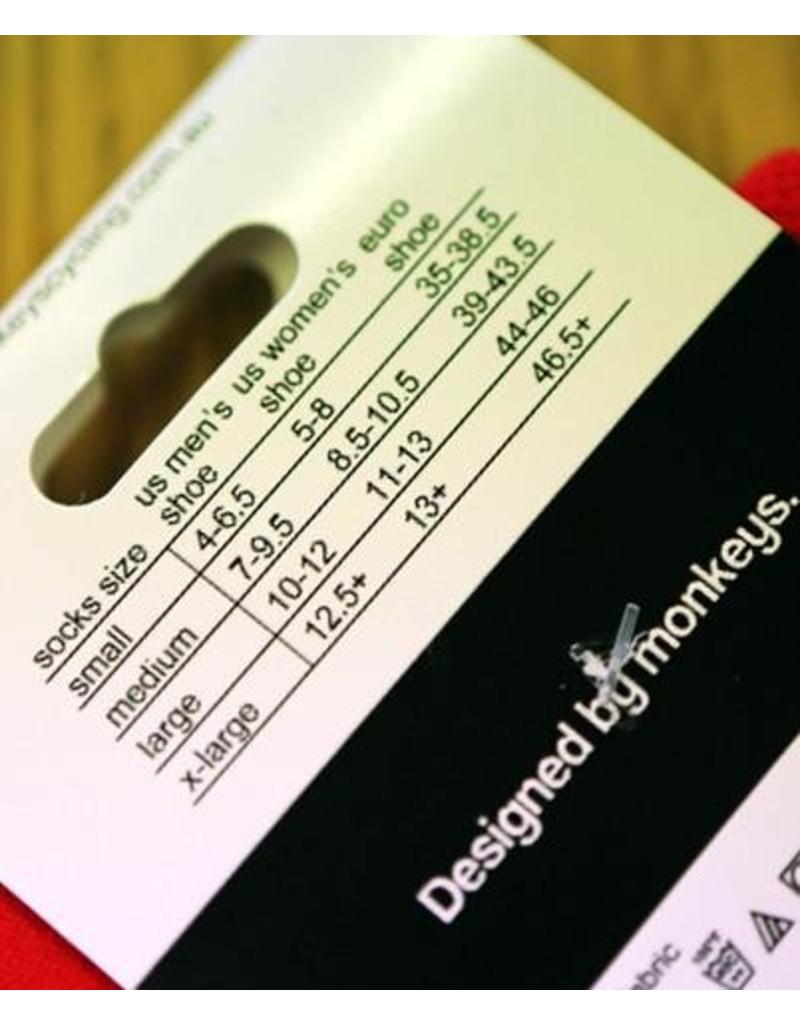 socks size us men's shoe us women's shoe euro shoe
small 4-6.5 5-8 35-38.5
medium 7-9.5 8.5-10.5 39-43.5
large 10-12 11-13 44-46
x-large 12.5+ 13+ 46.5+
Designed by monkeys.